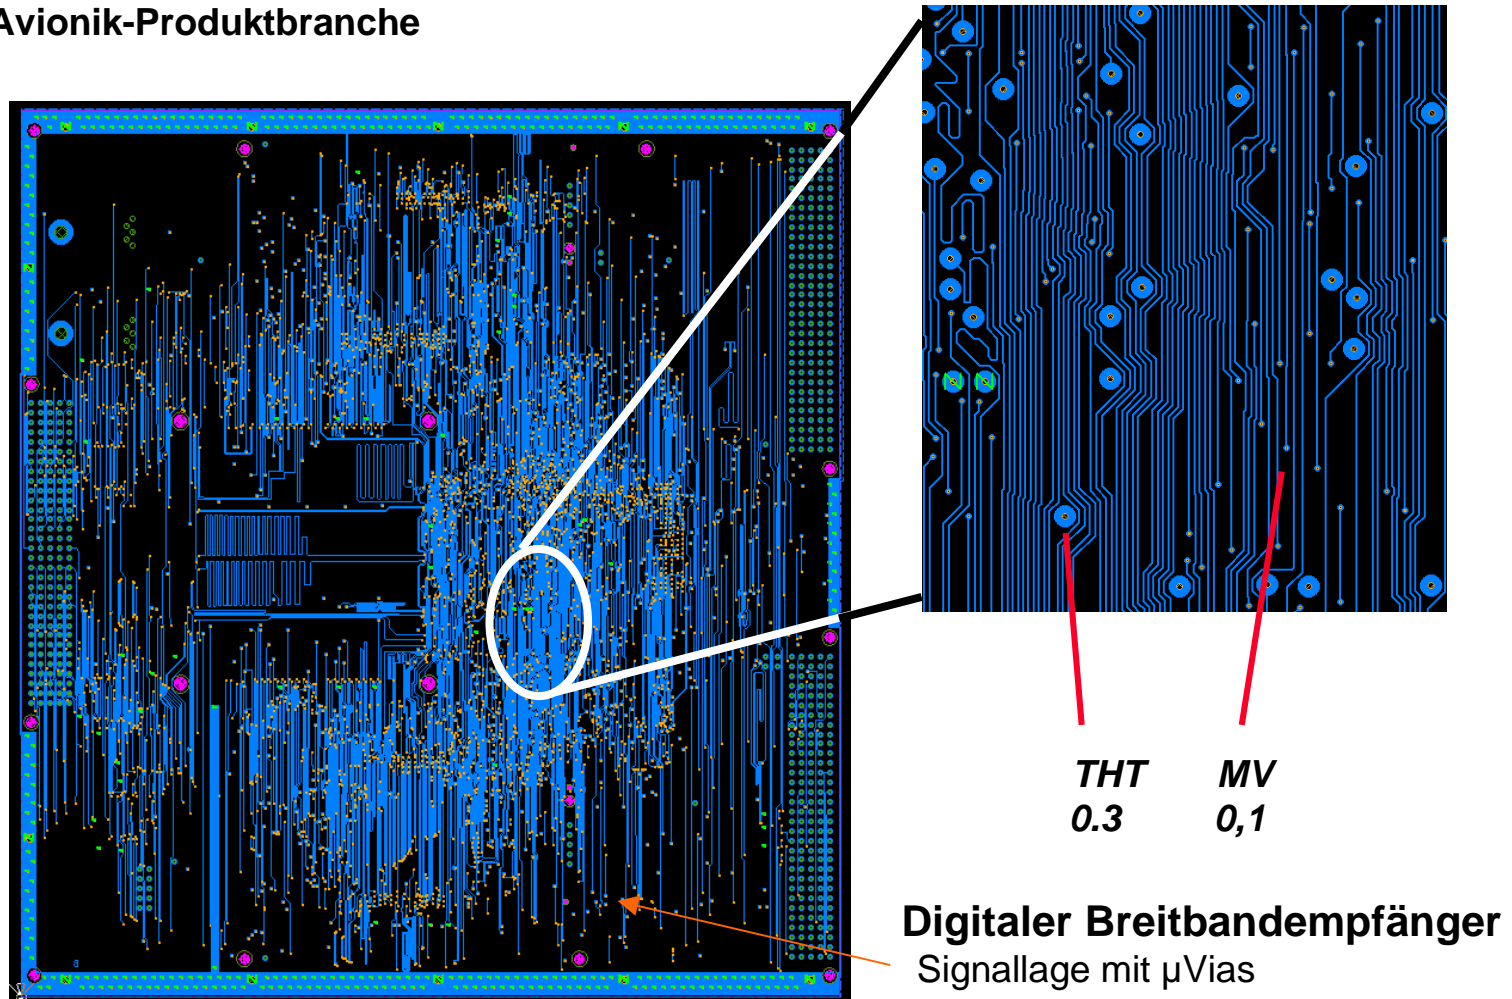 Avionik-Produktbranche
THT MV
0.3 0,1
Digitaler Breitbandempfänger
Signallage mit µVias